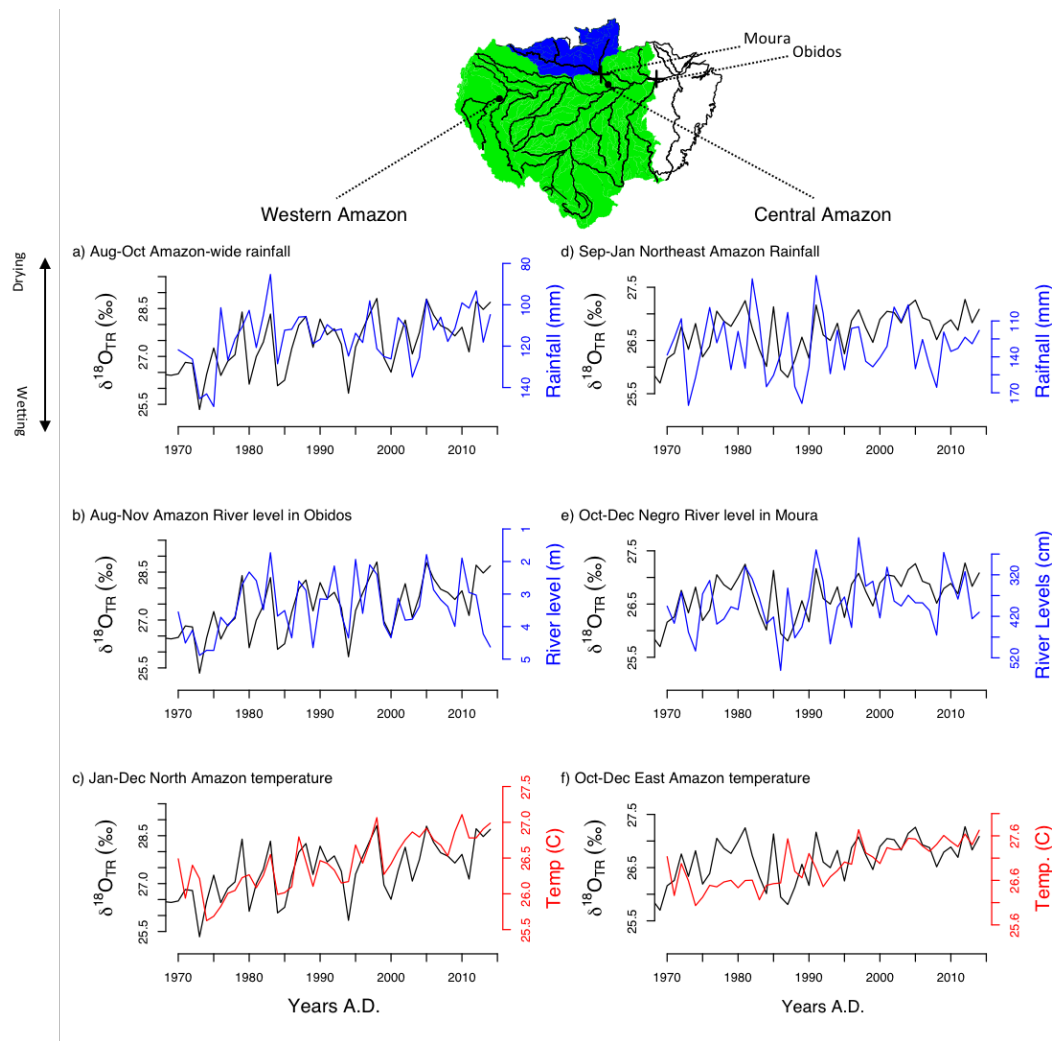 Moura
Obidos
Western Amazon
Central Amazon
Drying
Wetting
a) Aug-Oct Amazon-wide rainfall
δ18OTR (‰)
25.5 27.0 28.5
80 100 120 140
Rainfall (mm)
1970 1980 1990 2000 2010
d) Sep-Jan Northeast Amazon Rainfall
δ18OTR (‰)
25.5 26.5 27.5
110 140 170
Raifnall (mm)
1970 1980 1990 2000 2010
b) Aug-Nov Amazon River level in Obidos
δ18OTR (‰)
25.5 27.0 28.5
1 2 3 4 5
River level (m)
1970 1980 1990 2000 2010
e) Oct-Dec Negro River level in Moura
δ18OTR (‰)
25.5 26.5 27.5
320 420 520
River Levels (cm)
1970 1980 1990 2000 2010
c) Jan-Dec North Amazon temperature
δ18OTR (‰)
25.5 27.0 28.5
25.5 26.0 26.5 27.0 27.5
Temp (C)
1970 1980 1990 2000 2010
Years A.D.
f) Oct-Dec East Amazon temperature
δ18OTR (‰)
25.5 26.5 27.5
25.6 26.6 27.6
Temp. (C)
1970 1980 1990 2000 2010
Years A.D.